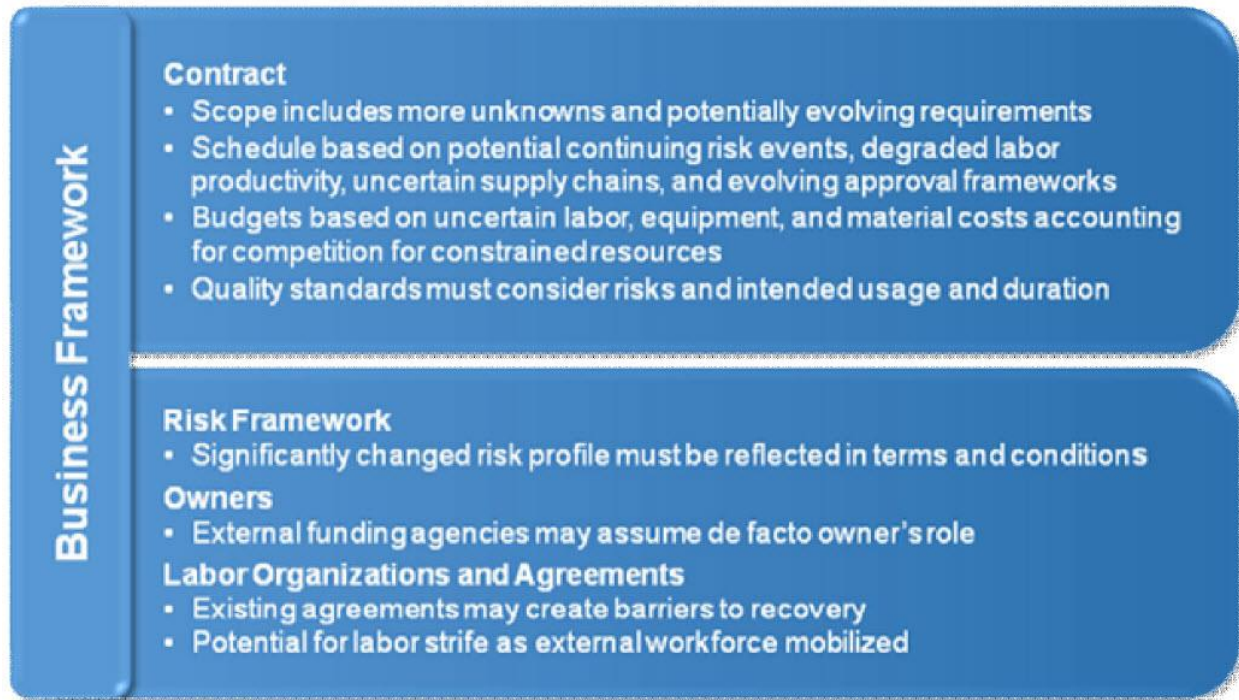 Business Framework
Contract
• Scope includes more unknowns and potentially evolving requirements
• Schedule based on potential continuing risk events, degraded labor
productivity, uncertain supply chains, and evolving approval frameworks
• Budgets based on uncertain labor, equipment, and material costs accounting
for competition for constrained resources
• Quality standards must consider risks and intended usage and duration
Risk Framework
• Significantly changed risk profile must be reflected in terms and conditions
Owners
• External funding agencies may assume de facto owner's role
Labor Organizations and Agreements
• Existing agreements may create barriers to recovery
• Potential for labor strife as external workforce mobilized